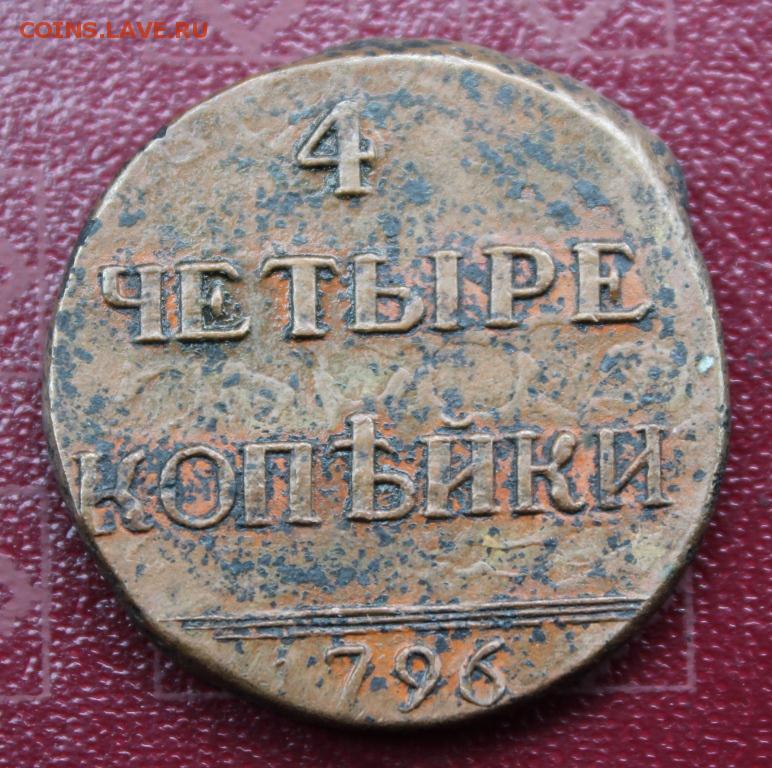 COINS.LAVE.RU
4
ЧЕТЫРЕ
КОПѢЙКИ
796